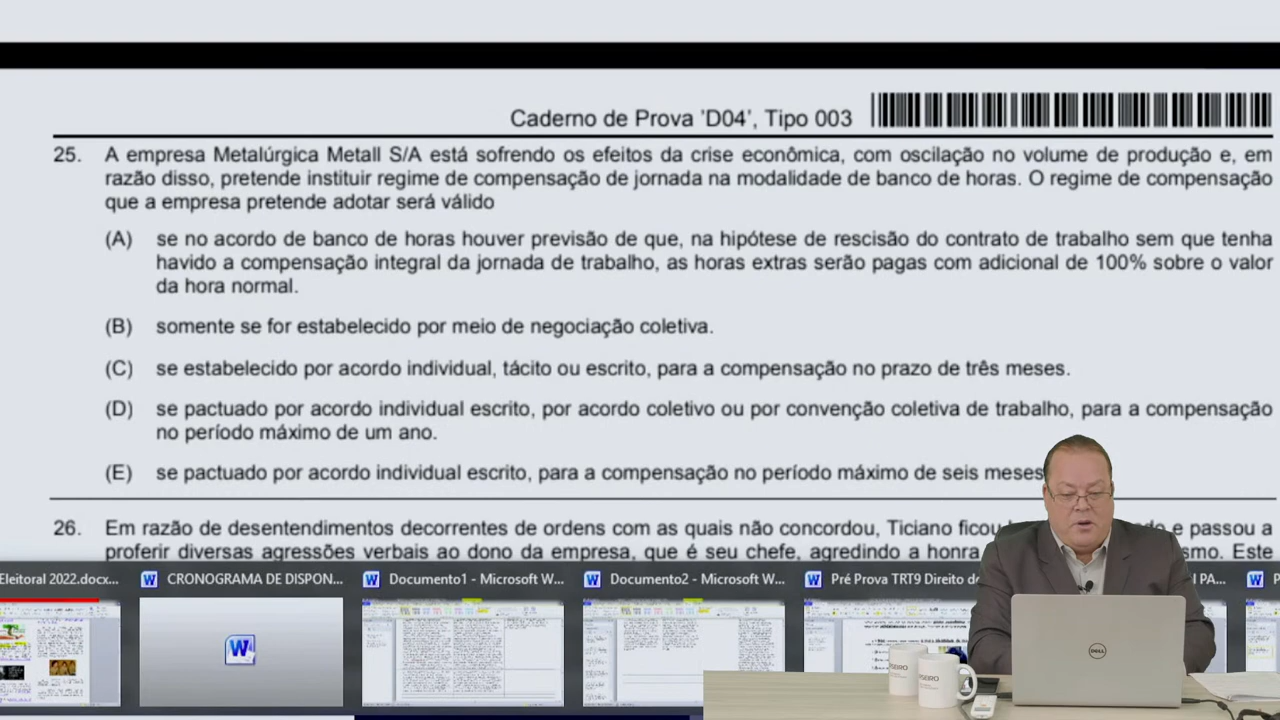 Caderno de Prova 'D04', Tipo 003
25. A empresa Metalúrgica Metall S/A está sofrendo os efeitos da crise econômica, com oscilação no volume de produção e, em
razão disso, pretende instituir regime de compensação de jornada na modalidade de banco de horas. O regime de compensação
que a empresa pretende adotar será válido
(A) se no acordo de banco de horas houver previsão de que, na hipótese de rescisão do contrato de trabalho sem que tenha
havido a compensação integral da jornada de trabalho, as horas extras serão pagas com adicional de 100% sobre o valor
da hora normal.
(B) somente se for estabelecido por meio de negociação coletiva.
(C) se estabelecido por acordo individual, tácito ou escrito, para a compensação no prazo de três meses.
(D) se pactuado por acordo individual escrito, por acordo coletivo ou por convenção coletiva de trabalho, para a compensação
no período máximo de um ano.
(E) se pactuado por acordo individual escrito, para a compensação no período máximo de seis meses
26. Em razão de desentendimentos decorrentes de ordens com as quais não concordou, Ticiano ficou e passou a
proferir diversas agressões verbais ao dono da empresa, que é seu chefe, agredindo a honra Este
Eleitoral 2022.docx... CRONOGRAMA DE DISPON... Documento1 - Microsoft W... Documento2 - Microsoft W... Pré Prova TRT9 Direito d
DELL